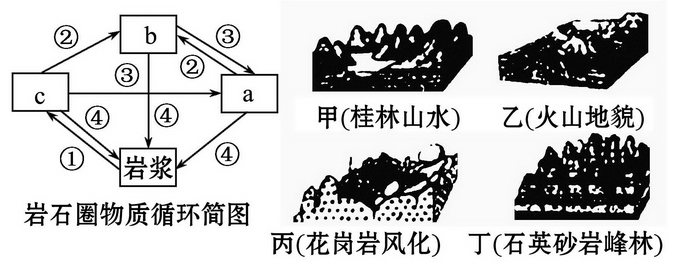 ② b ③
③ ②
c a
④ ④
① 岩浆 ④
岩石圈物质循环简图
甲(桂林山水) 乙(火山地貌)
丙(花岗岩风化) 丁(石英砂岩峰林)